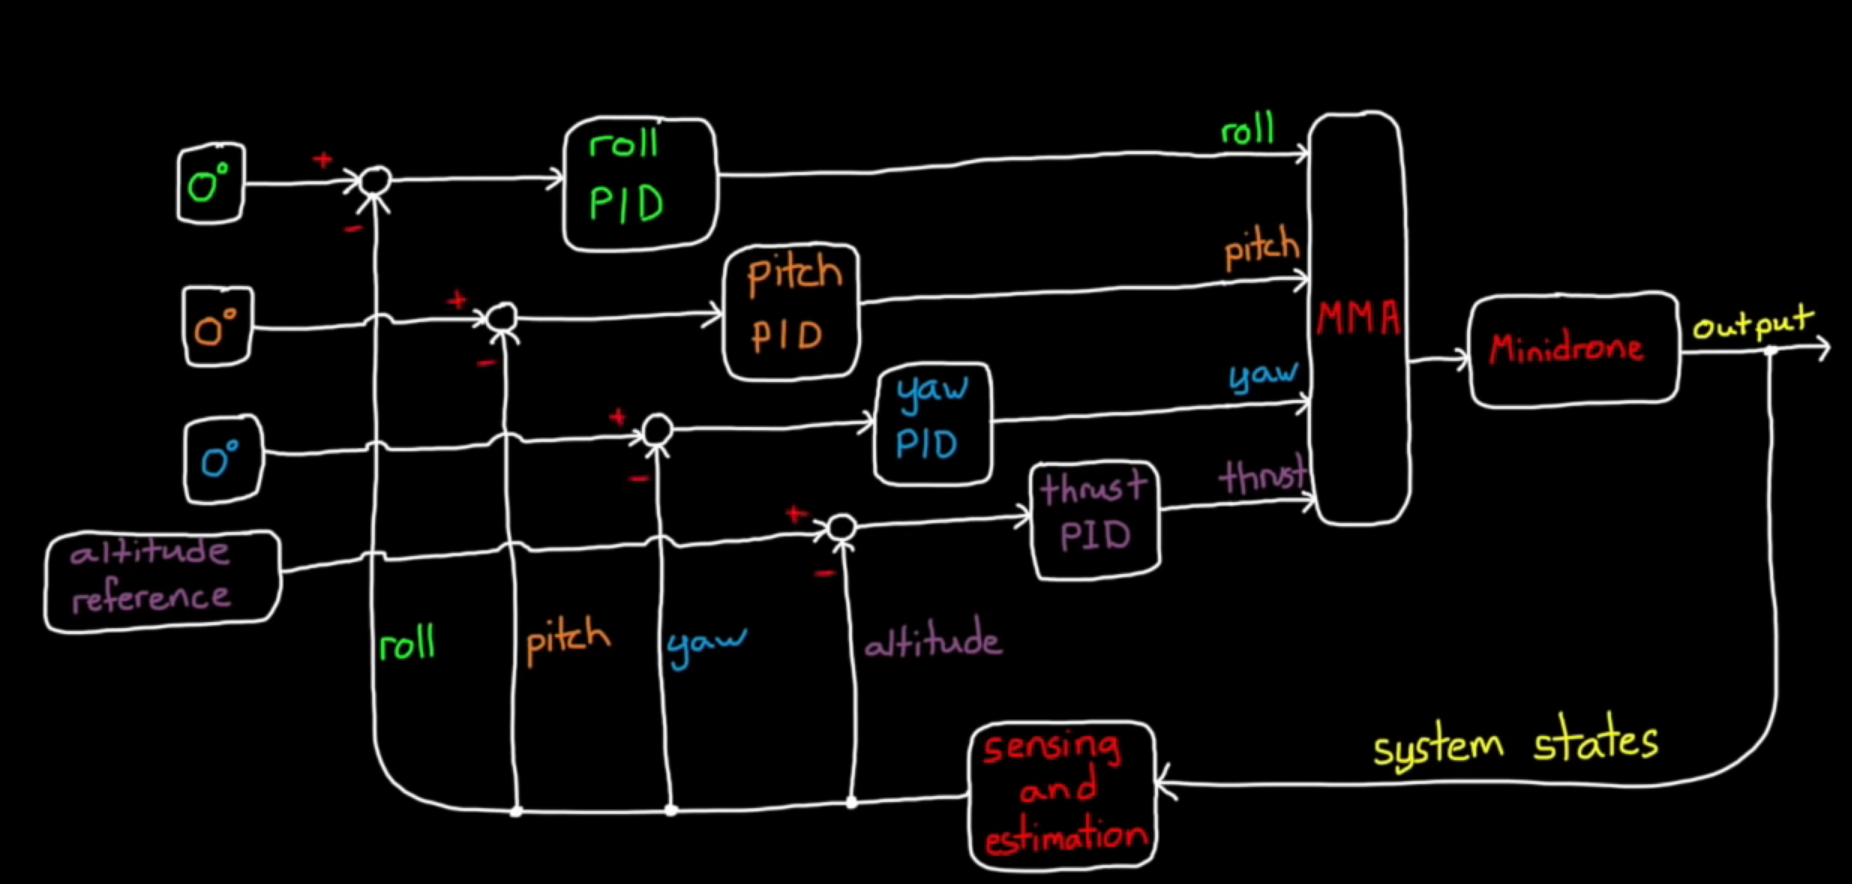 roll
PID
roll
+
0°
-
pitch
PID
pitch
+
0°
-
MMA
Minidrone
output
yaw
PID
yaw
+
0°
-
thrust
PID
thrust
+
altitude
reference
-
roll
pitch
yaw
altitude
sensing
and
estimation
system states